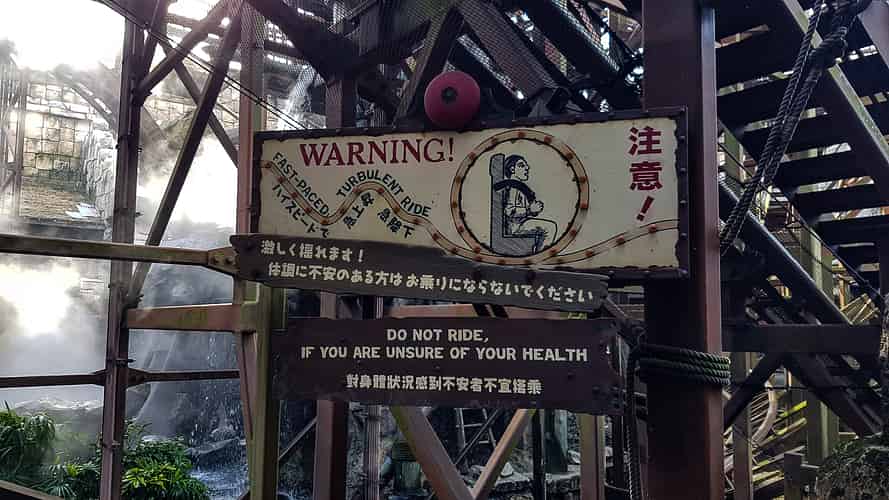 WARNING!
FAST-PACED, TURBULENT RIDE
ハイスピードで 急上昇 急降下
注意!
激しく揺れます!
体調に不安のある方は お乗りにならないでください
DO NOT RIDE,
IF YOU ARE UNSURE OF YOUR HEALTH
對身體狀況感到不安者不宜搭乘